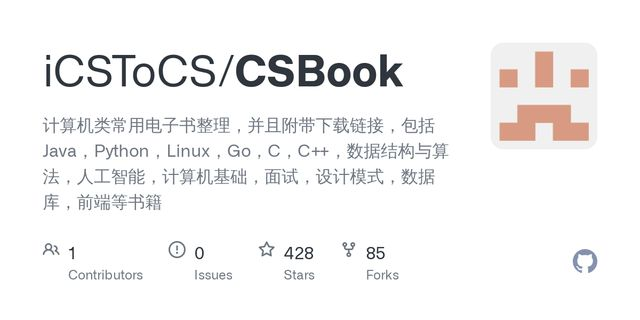 iCSToCS/CSBook
计算机类常用电子书整理，并且附带下载链接，包括
Java，Python，Linux，Go，C，C++，数据结构与算
法，人工智能，计算机基础，面试，设计模式，数据
库，前端等书籍
1
Contributors
0
Issues
428
Stars
85
Forks